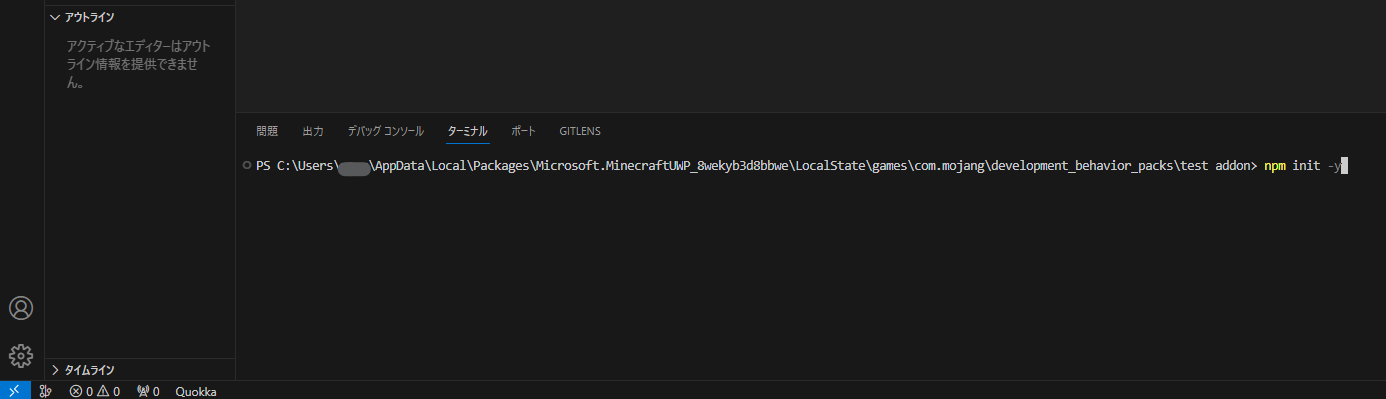 アウトライン
アクティブなエディターはアウト
ライン情報を提供できませ
ん。
問題 出力 デバッグ コンソール ターミナル ポート GITLENS
PS C:\Users\ \AppData\Local\Packages\Microsoft.MinecraftUWP_8wekyb3d8bbwe\LocalState\games\com.mojang\development_behavior_packs\test addon> npm init -y
タイムライン
0 0 0 Quokka